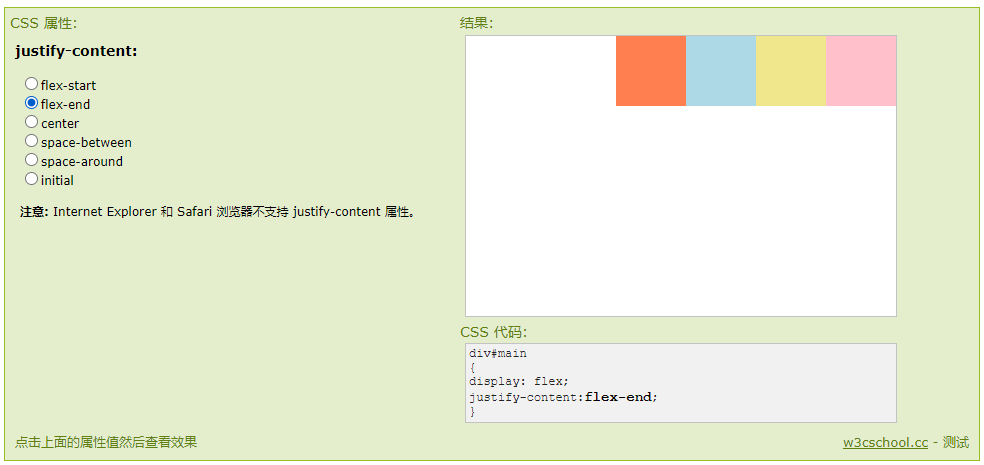 CSS 属性:
justify-content:
flex-start
flex-end
center
space-between
space-around
initial
注意: Internet Explorer 和 Safari 浏览器不支持 justify-content 属性。
结果:
CSS 代码:
div#main
{
display: flex;
justify-content:flex-end;
}
点击上面的属性值然后查看效果
w3cschool.cc - 测试